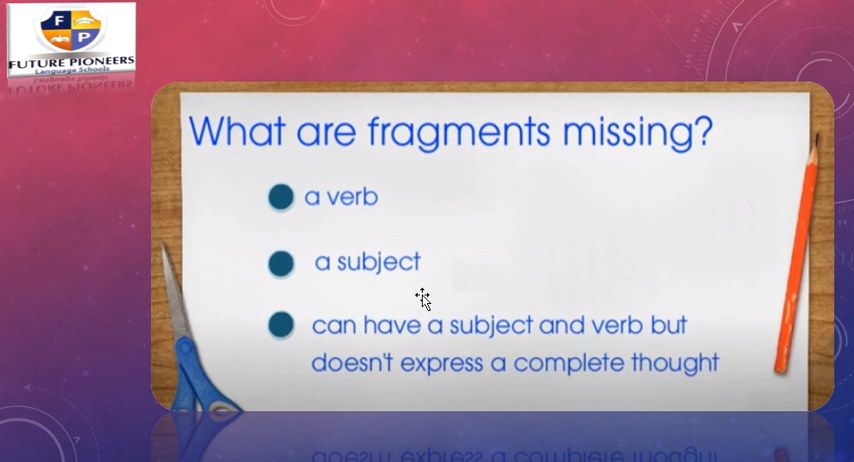 F
P
FUTURE PIONEERS
Language Schools
What are fragments missing?
a verb
a subject
can have a subject and verb but
doesn't express a complete thought